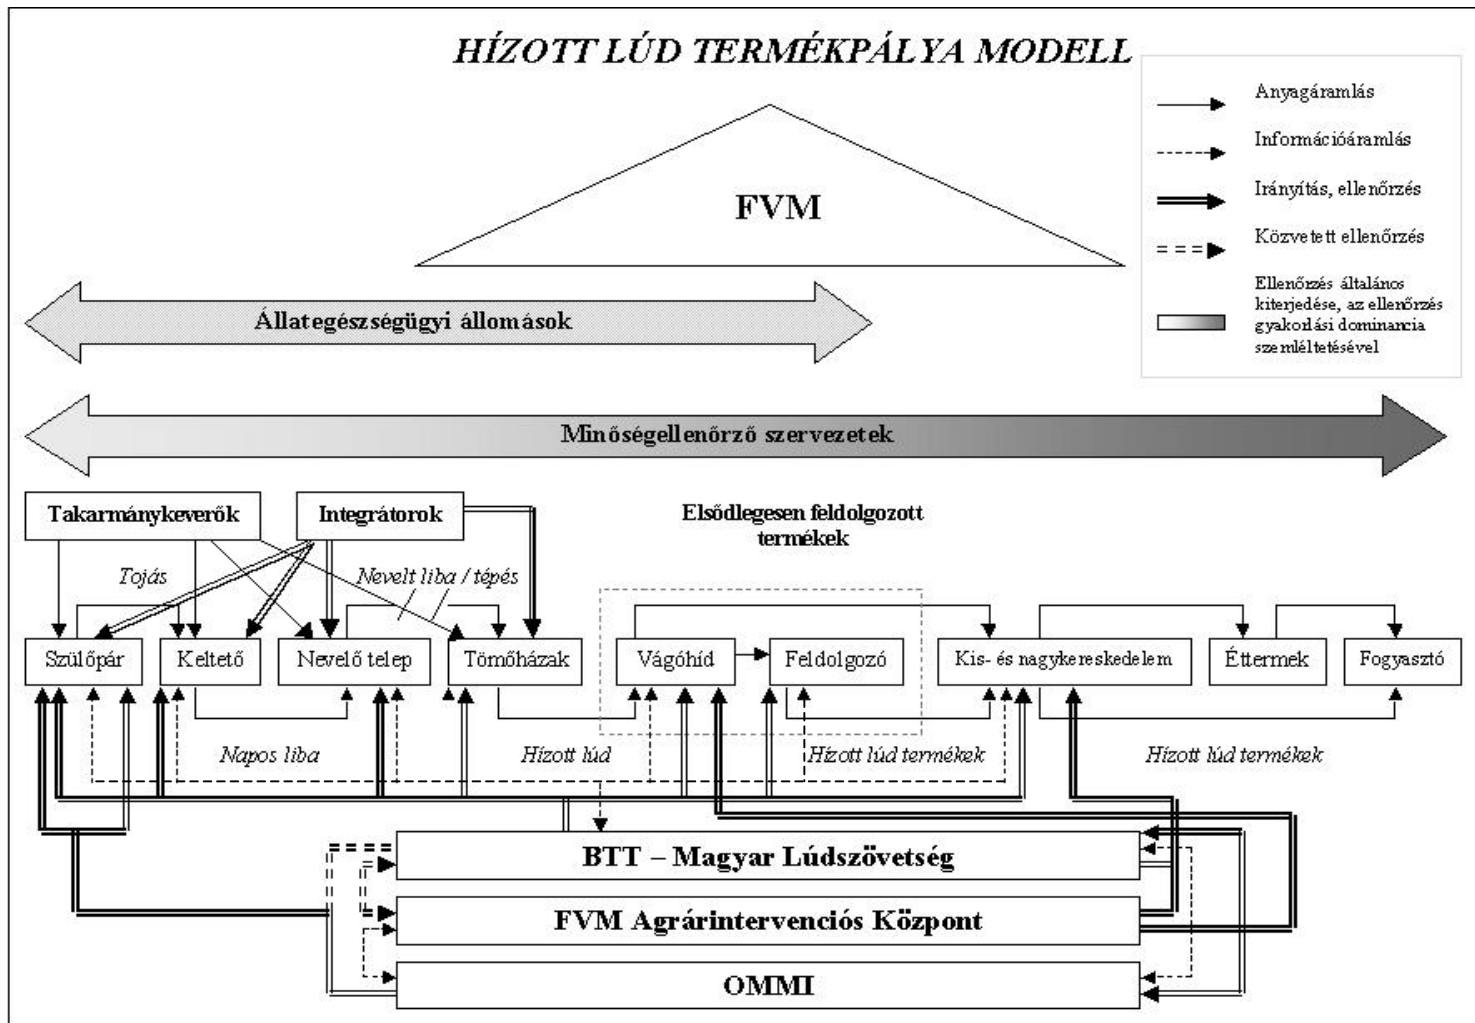 HÍZOTT LÚD TERMÉKPÁLYA MODELL
Anyagáramlás
Információáramlás
Irányítás, ellenőrzés
Közvetett ellenőrzés
Ellenőrzés általános
kiterjedése, az ellenőrzés
gyakorlási dominancia
szemléltetésével
FVM
Állategészségügyi állomások
Minőségellenőrző szervezetek
Takarmánykeverők
Integrátorok
Elsődlegesen feldolgozott
termékek
Tojás
Nevelt liba / tépés
Szülőpár
Keltető
Nevelő telep
Tömőházak
Vágóhíd
Feldolgozó
Kis- és nagykereskedelem
Éttermek
Fogyasztó
Napos liba
Hízott lúd
Hízott lúd termékek
Hízott lúd termékek
BTT – Magyar Lúdszövetség
FVM Agrárintervenciós Központ
OMMI